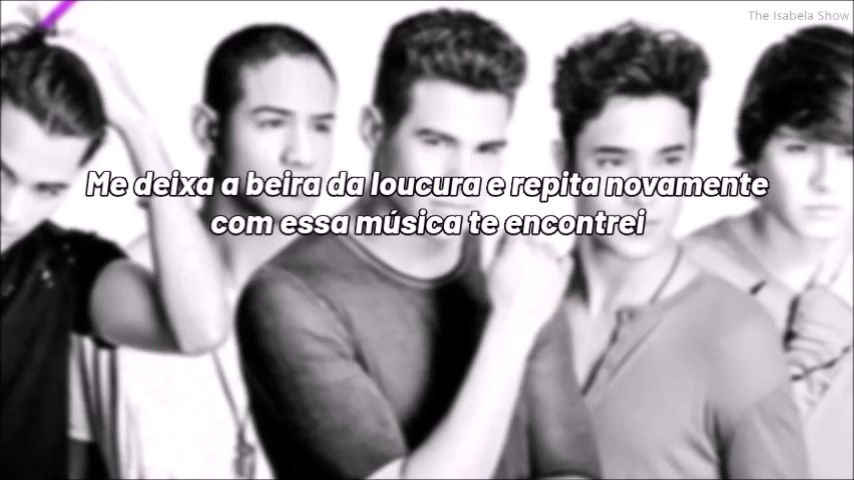 The Isabela Show
Me deixa a beira da loucura e repita novamente
com essa música te encontrei